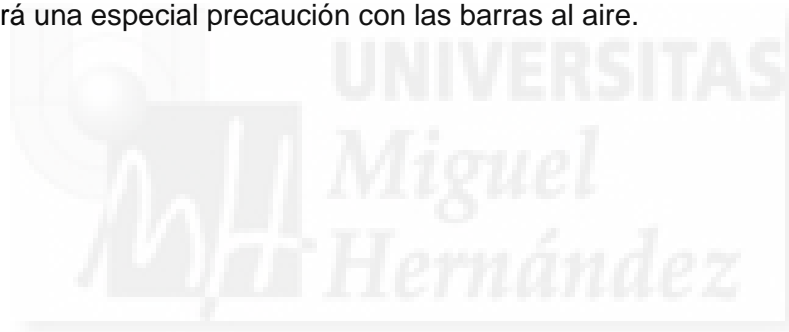 rá una especial precaución con las barras al aire.
UNIVERSITAS
Miguel
Hernández